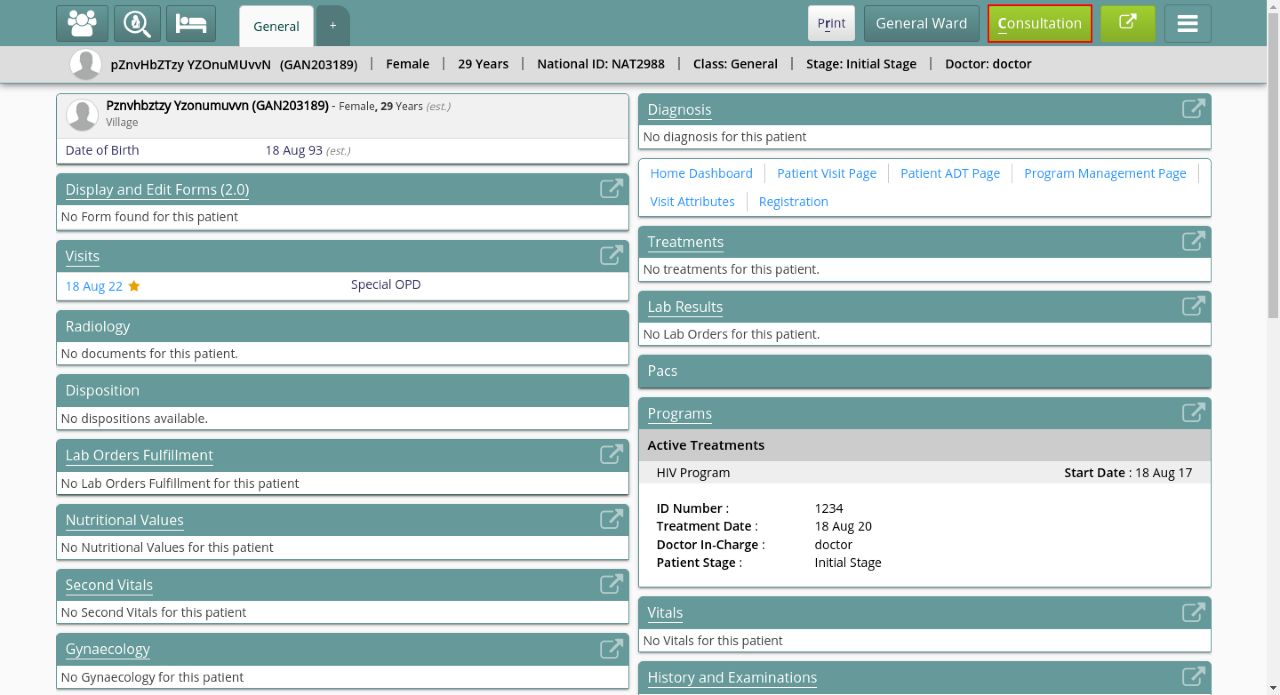 General
+
Print
General Ward
Consultation
pZnvHbZTzy YZOnuMUvvN (GAN203189) | Female | 29 Years | National ID: NAT2988 | Class: General | Stage: Initial Stage | Doctor: doctor
Pznvhbztzy Yzonumuvvn (GAN203189) - Female, 29 Years (est.)
Village
Date of Birth 18 Aug 93 (est.)
Display and Edit Forms (2.0)
No Form found for this patient
Visits
18 Aug 22 Special OPD
Radiology
No documents for this patient.
Disposition
No dispositions available.
Lab Orders Fulfillment
No Lab Orders Fulfillment for this patient
Nutritional Values
No Nutritional Values for this patient
Second Vitals
No Second Vitals for this patient
Gynaecology
No Gynaecology for this patient
Diagnosis
No diagnosis for this patient
Home Dashboard | Patient Visit Page | Patient ADT Page | Program Management Page |
Visit Attributes | Registration
Treatments
No treatments for this patient.
Lab Results
No Lab Orders for this patient.
Pacs
Programs
Active Treatments
HIV Program Start Date : 18 Aug 17
ID Number : 1234
Treatment Date : 18 Aug 20
Doctor In-Charge : doctor
Patient Stage : Initial Stage
Vitals
No Vitals for this patient
History and Examinations